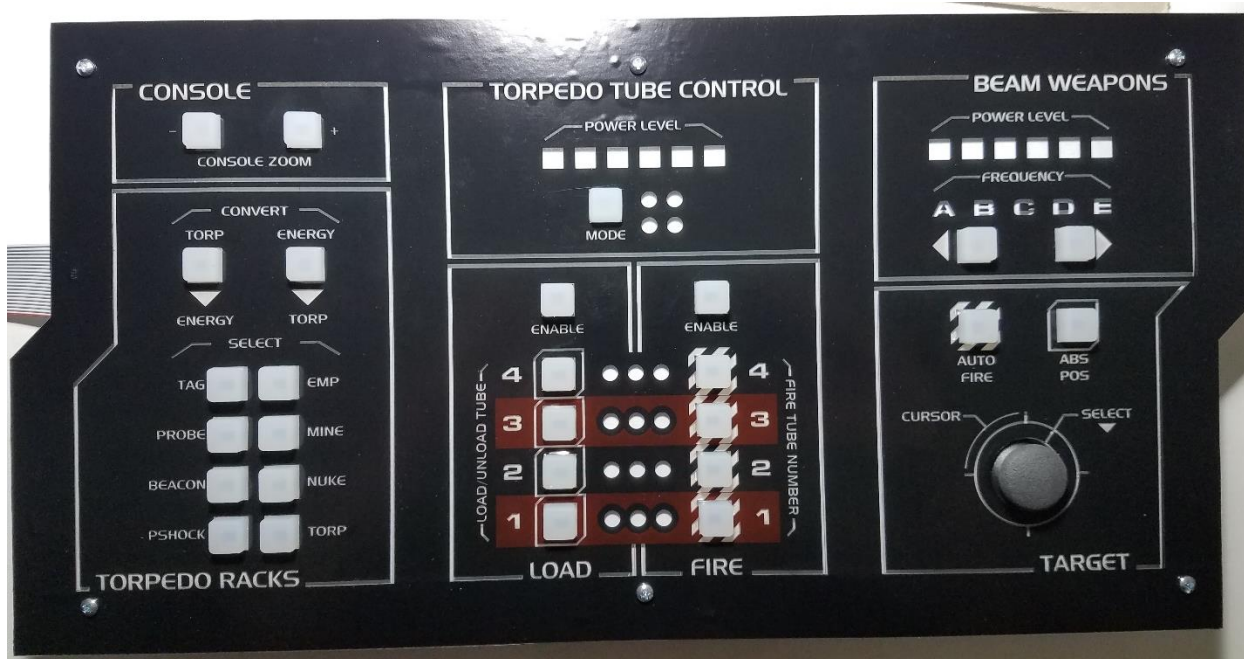 CONSOLE
- +
CONSOLE ZOOM
CONVERT
TORP ENERGY
ENERGY TORP
SELECT
TAG EMP
PROBE MINE
BEACON NUKE
PSHOCK TORP
TORPEDO RACKS
TORPEDO TUBE CONTROL
POWER LEVEL
MODE
ENABLE ENABLE
LOAD/UNLOAD TUBE
4 4
3 3
2 2
1 1
FIRE TUBE NUMBER
LOAD FIRE
BEAM WEAPONS
POWER LEVEL
FREQUENCY
A B C D E
AUTO FIRE
ABS POS
CURSOR SELECT
TARGET